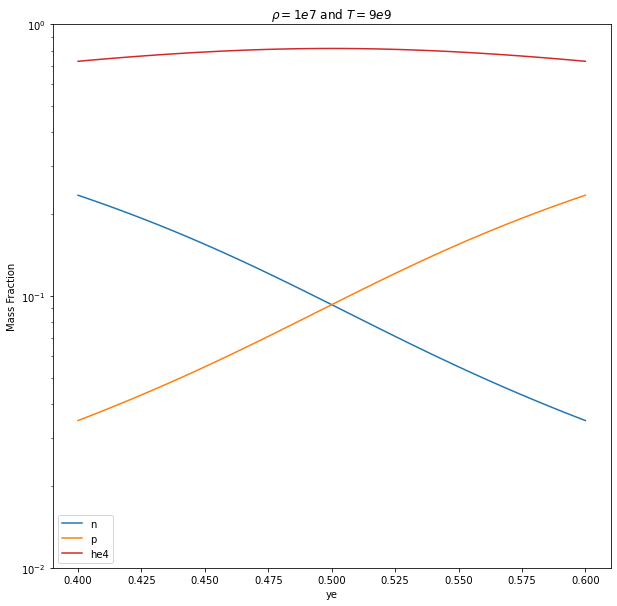 ρ = 1e7 and T = 9e9
Mass Fraction
10⁰
10⁻¹
10⁻²
n
p
he4
0.400 0.425 0.450 0.475 0.500 0.525 0.550 0.575 0.600
ye